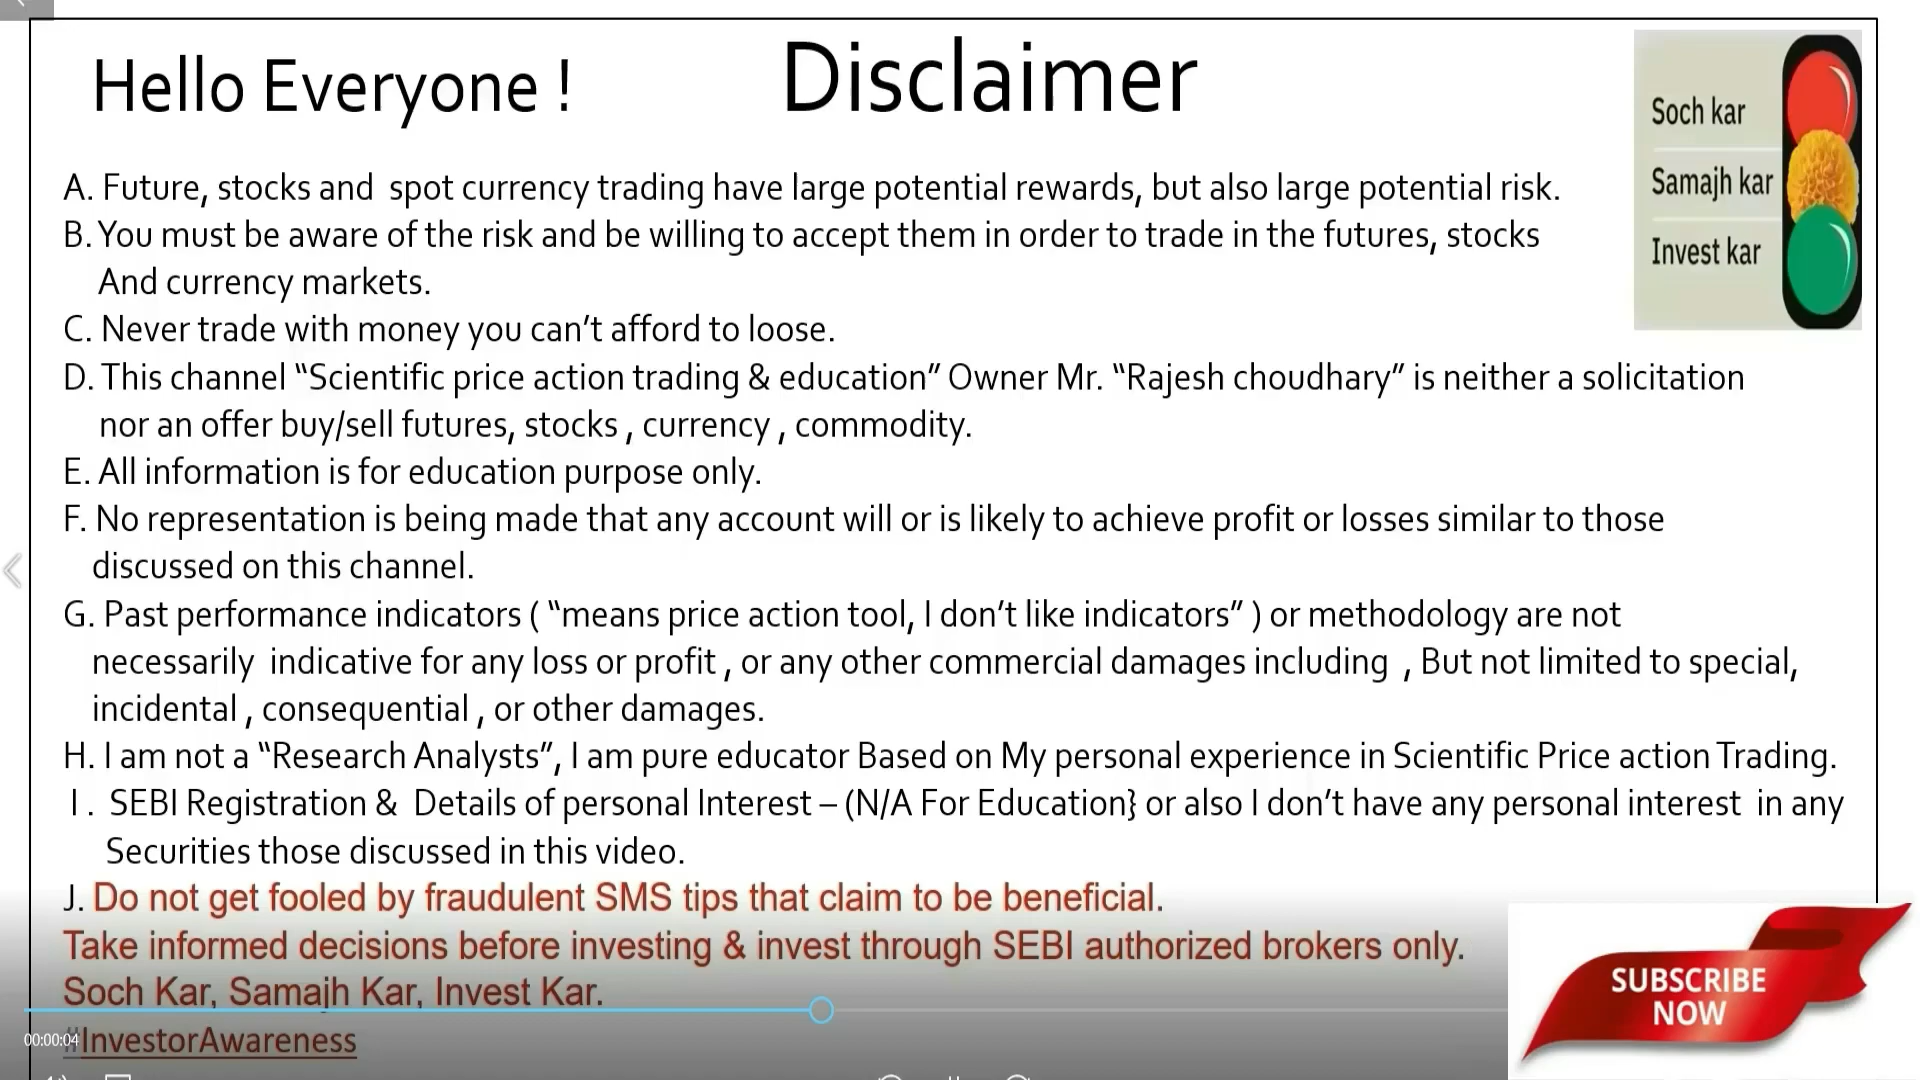 Hello Everyone !
Disclaimer
Soch kar
Samajh kar
Invest kar
A. Future, stocks and spot currency trading have large potential rewards, but also large potential risk.
B. You must be aware of the risk and be willing to accept them in order to trade in the futures, stocks
And currency markets.
C. Never trade with money you can’t afford to loose.
D. This channel “Scientific price action trading & education” Owner Mr. “Rajesh choudhary” is neither a solicitation
nor an offer buy/sell futures, stocks , currency , commodity.
E. All information is for education purpose only.
F. No representation is being made that any account will or is likely to achieve profit or losses similar to those
discussed on this channel.
G. Past performance indicators ( “means price action tool, I don’t like indicators” ) or methodology are not
necessarily indicative for any loss or profit , or any other commercial damages including , But not limited to special,
incidental , consequential , or other damages.
H. I am not a “Research Analysts”, I am pure educator Based on My personal experience in Scientific Price action Trading.
I . SEBI Registration & Details of personal Interest – (N/A For Education} or also I don’t have any personal interest in any
Securities those discussed in this video.
J. Do not get fooled by fraudulent SMS tips that claim to be beneficial.
Take informed decisions before investing & invest through SEBI authorized brokers only.
Soch Kar, Samajh Kar, Invest Kar.
#InvestorAwareness
00:00:04
SUBSCRIBE
NOW